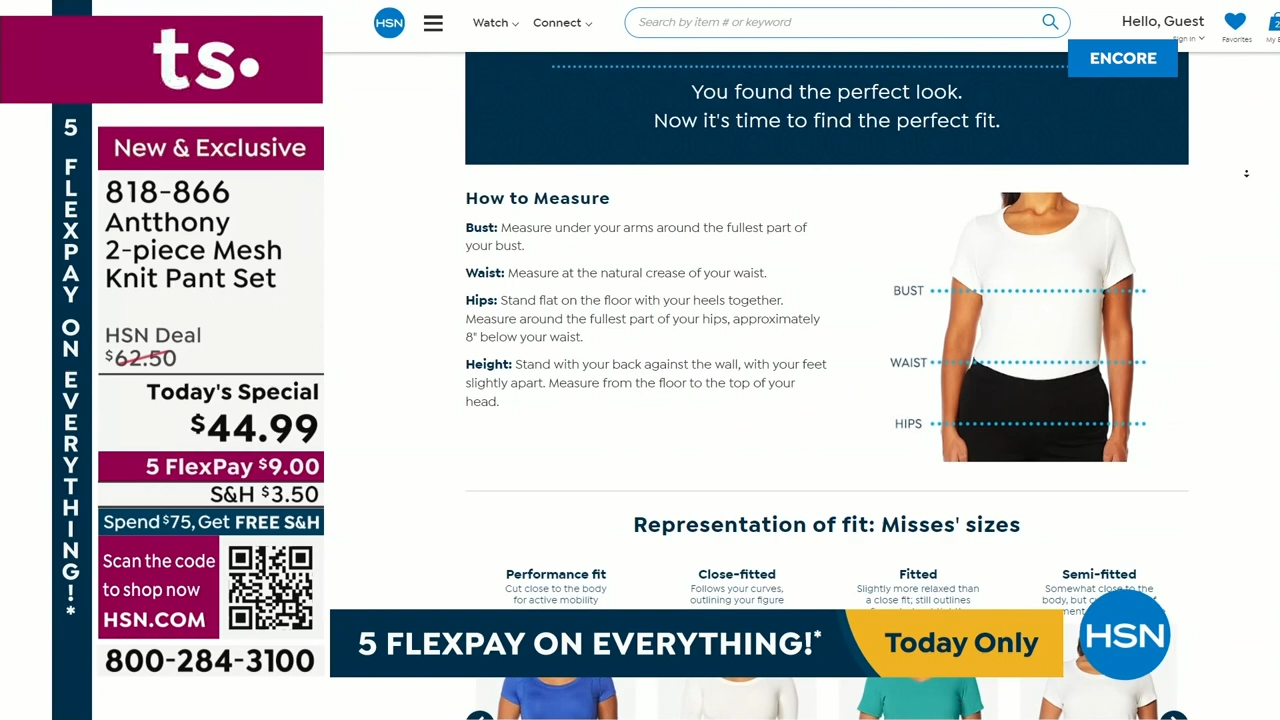 ts.
5 FLEXPAY ON EVERYTHING!*
New & Exclusive
818-866
Antthony
2-piece Mesh
Knit Pant Set
HSN Deal
$62.50
Today's Special
$44.99
5 FlexPay $9.00
S&H $3.50
Spend $75, Get FREE S&H
Scan the code
to shop now
HSN.COM
800-284-3100
HSN
Watch
Connect
Search by item # or keyword
Hello, Guest
Sign In
Favorites
2
ENCORE
You found the perfect look.
Now it's time to find the perfect fit.
How to Measure
Bust: Measure under your arms around the fullest part of
your bust.
Waist: Measure at the natural crease of your waist.
Hips: Stand flat on the floor with your heels together.
Measure around the fullest part of your hips, approximately
8" below your waist.
Height: Stand with your back against the wall, with your feet
slightly apart. Measure from the floor to the top of your
head.
BUST
WAIST
HIPS
Representation of fit: Misses' sizes
Performance fit
Cut close to the body
for active mobility
Close-fitted
Follows your curves,
outlining your figure
Fitted
Slightly more relaxed than
a close fit; still outlines
Semi-fitted
Somewhat close to the
body, but
5 FLEXPAY ON EVERYTHING!*
Today Only
HSN